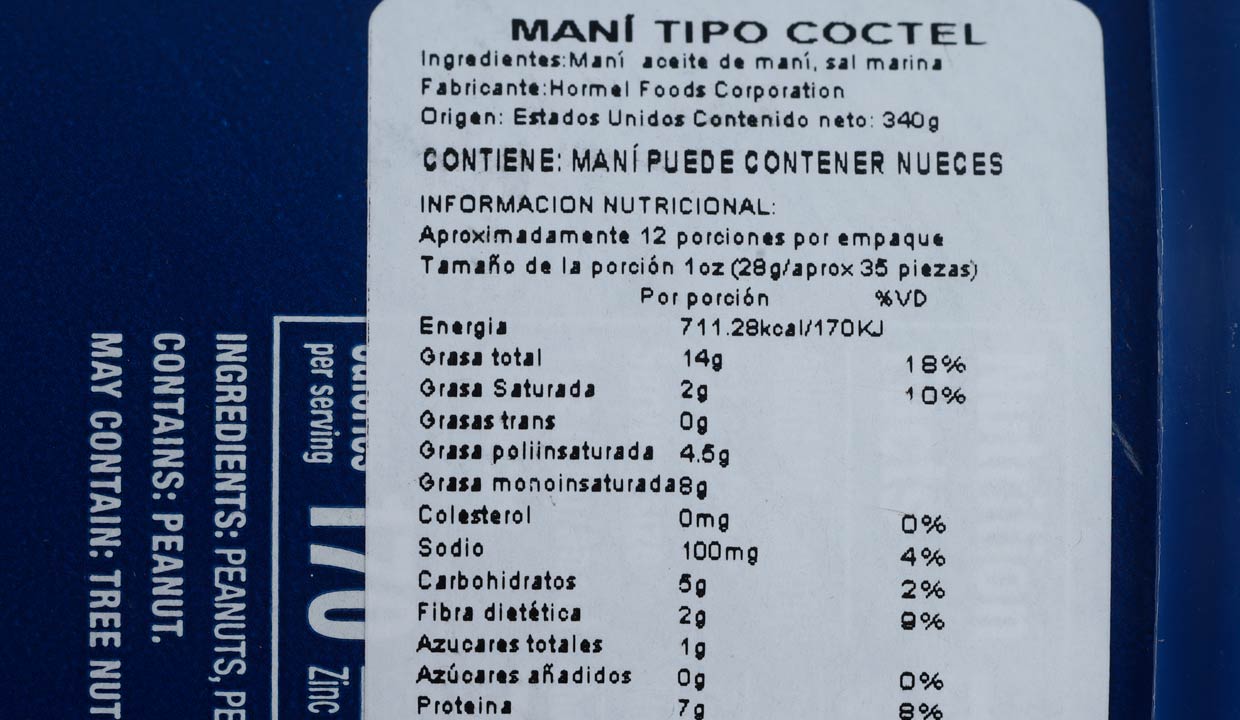 MANÍ TIPO COCTEL
Ingredientes:Maní aceite de maní, sal marina
Fabricante:Hormel Foods Corporation
Origen: Estados Unidos Contenido neto: 340g
CONTIENE: MANÍ PUEDE CONTENER NUECES
INFORMACION NUTRICIONAL:
Aproximadamente 12 porciones por empaque
Tamaño de la porción 1oz (28g/aprox 35 piezas)
Por porción %VD
Energia 711.28kcal/170KJ
Grasa total 14g 18%
Grasa Saturada 2g 10%
Grasas trans 0g
Grasa poliinsaturada 4.5g
Grasa monoinsaturada 8g
Colesterol 0mg 0%
Sodio 100mg 4%
Carbohidratos 5g 2%
Fibra dietética 2g 9%
Azucares totales 1g
Azúcares añadidos 0g 0%
Proteina 7g 8%
per serving
170
Zinc
INGREDIENTS: PEANUTS, PE
CONTAINS: PEANUT.
MAY CONTAIN: TREE NUT